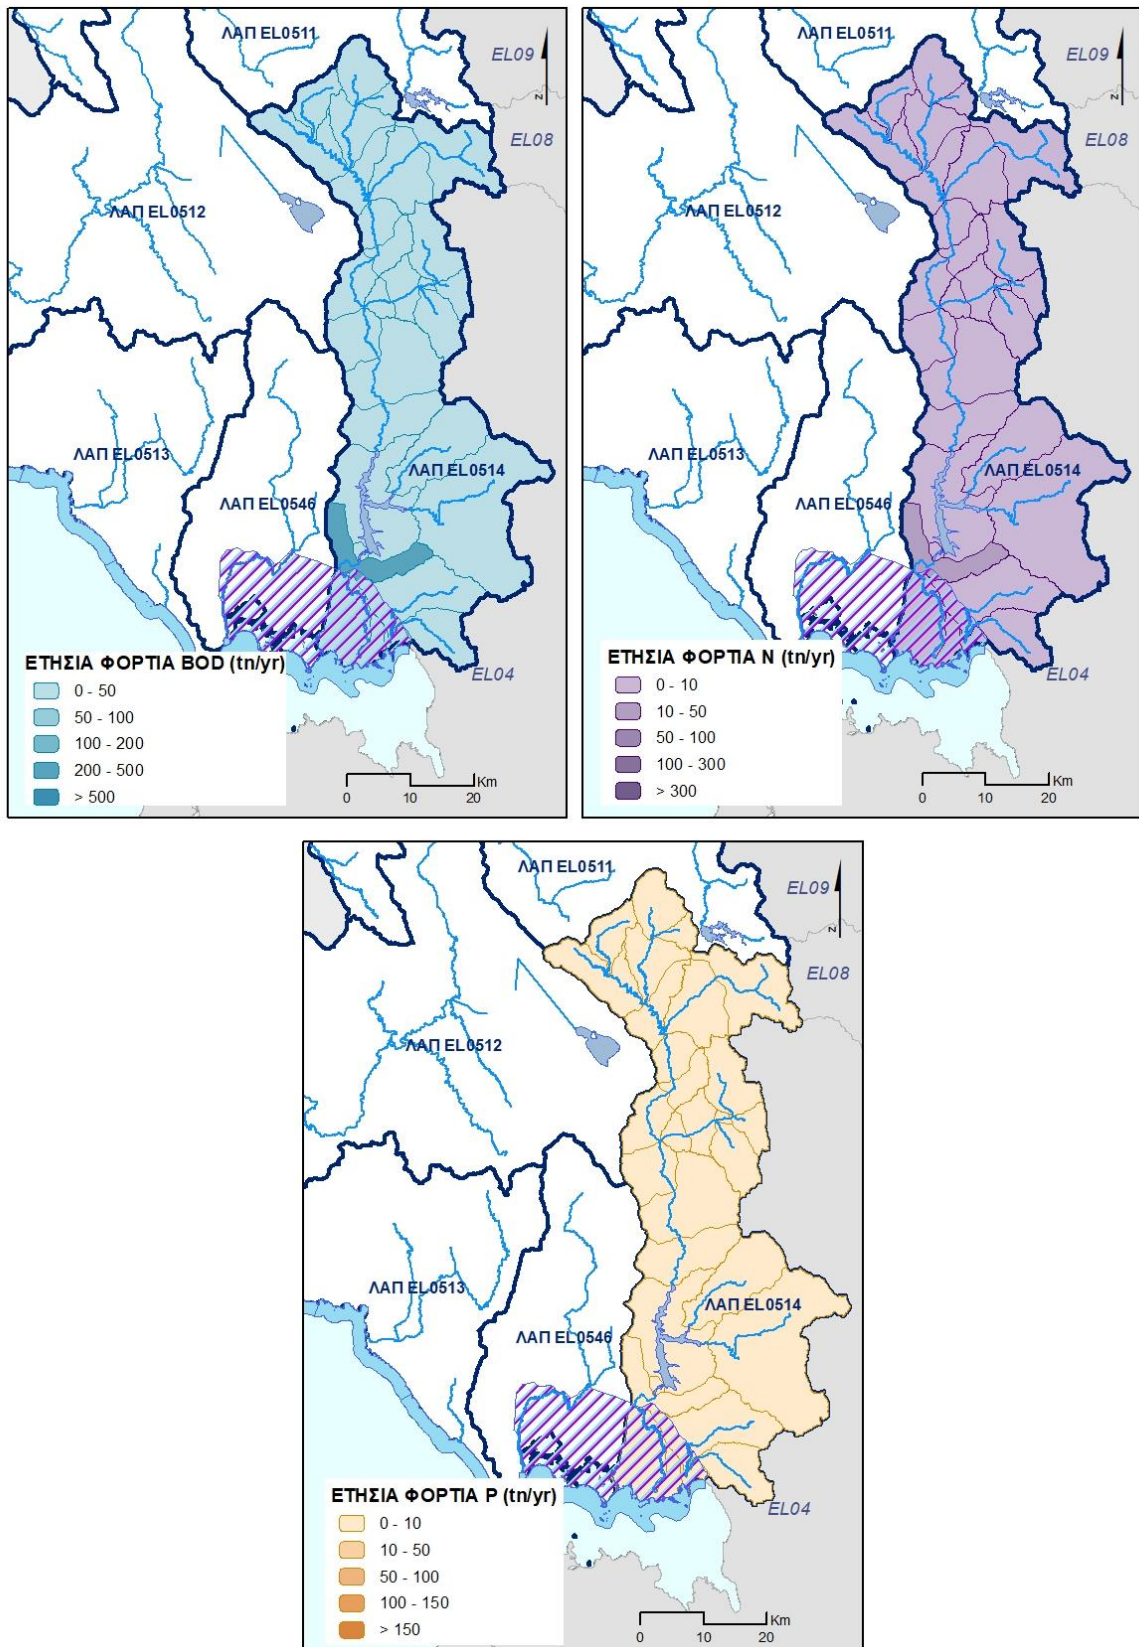 ΛΑΠ EL0511
EL09
N
EL08
ΛΑΠ EL0512
ΛΑΠ EL0513
ΛΑΠ EL0514
ΛΑΠ EL0546
EL04
ΕΤΗΣΙΑ ΦΟΡΤΙΑ BOD (tn/yr)
0 - 50
50 - 100
100 - 200
200 - 500
> 500
Km
0 10 20
ΛΑΠ EL0511
EL09
N
EL08
ΛΑΠ EL0512
ΛΑΠ EL0513
ΛΑΠ EL0514
ΛΑΠ EL0546
EL04
ΕΤΗΣΙΑ ΦΟΡΤΙΑ N (tn/yr)
0 - 10
10 - 50
50 - 100
100 - 300
> 300
Km
0 10 20
ΛΑΠ EL0511
EL09
N
EL08
ΛΑΠ EL0512
ΛΑΠ EL0513
ΛΑΠ EL0514
ΛΑΠ EL0546
EL04
ΕΤΗΣΙΑ ΦΟΡΤΙΑ P (tn/yr)
0 - 10
10 - 50
50 - 100
100 - 150
> 150
Km
0 10 20